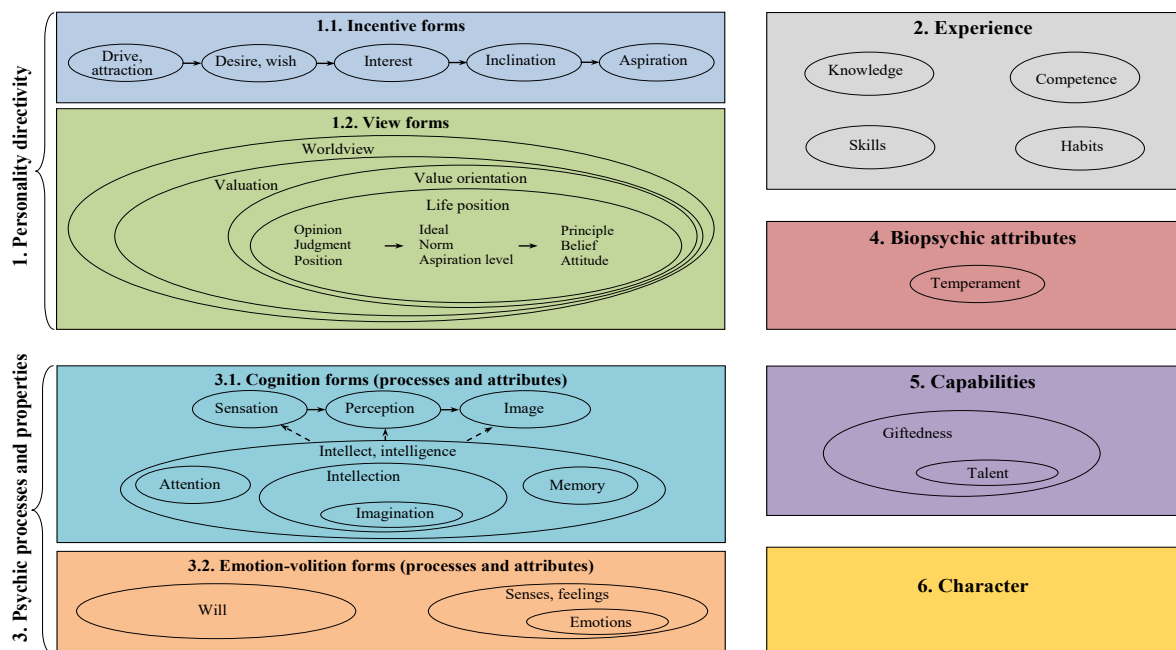 1. Personality directivity
1.1. Incentive forms
Drive,
attraction
Desire, wish
Interest
Inclination
Aspiration
1.2. View forms
Worldview
Valuation
Value orientation
Life position
Opinion
Judgment
Position
Ideal
Norm
Aspiration level
Principle
Belief
Attitude
2. Experience
Knowledge
Competence
Skills
Habits
4. Biopsychic attributes
Temperament
3. Psychic processes and properties
3.1. Cognition forms (processes and attributes)
Sensation
Perception
Image
Intellect, intelligence
Attention
Intellection
Memory
Imagination
3.2. Emotion-volition forms (processes and attributes)
Will
Senses, feelings
Emotions
5. Capabilities
Giftedness
Talent
6. Character